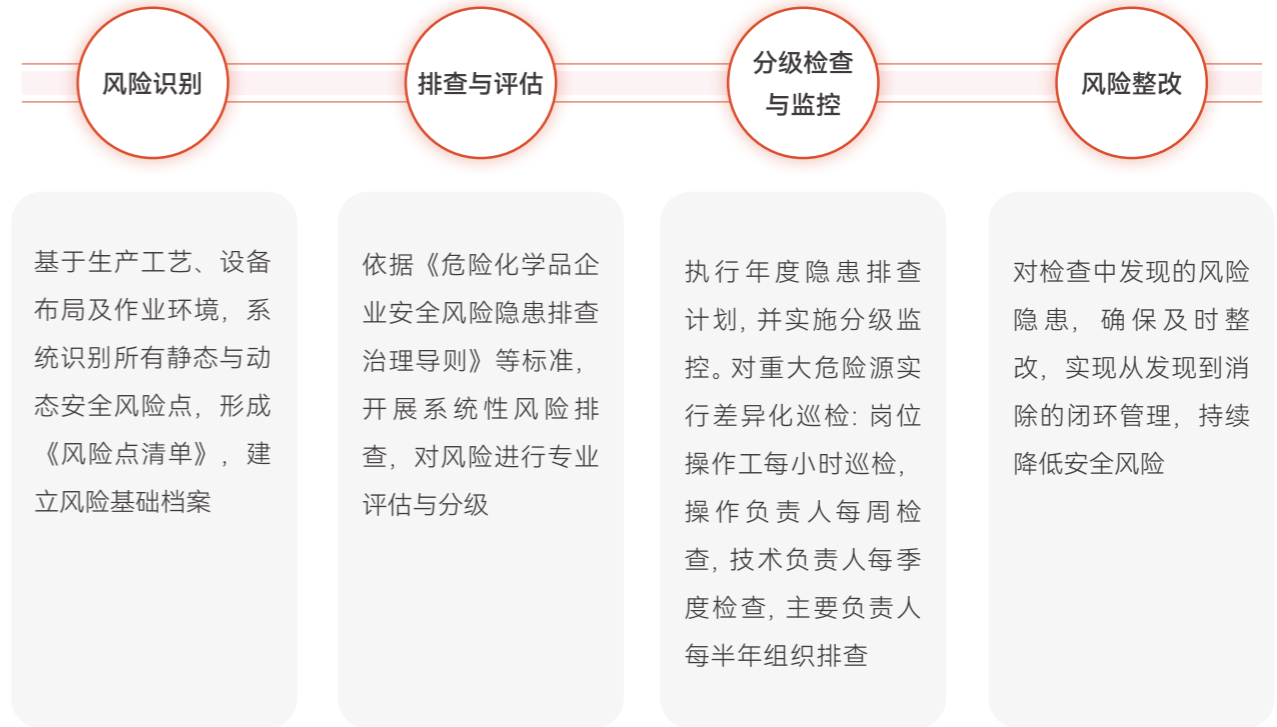 风险识别
排查与评估
分级检查
与监控
风险整改
基于生产工艺、设备
布局及作业环境，系
统识别所有静态与动
态安全风险点，形成
《风险点清单》，建
立风险基础档案
依据《危险化学品企
业安全风险隐患排查
治理导则》等标准，
开展系统性风险排
查，对风险进行专业
评估与分级
执行年度隐患排查
计划，并实施分级监
控。对重大危险源实
行差异化巡检：岗位
操作工每小时巡检，
操作负责人每周检
查，技术负责人每季
度检查，主要负责人
每半年组织排查
对检查中发现的风险
隐患，确保及时整
改，实现从发现到消
除的闭环管理，持续
降低安全风险